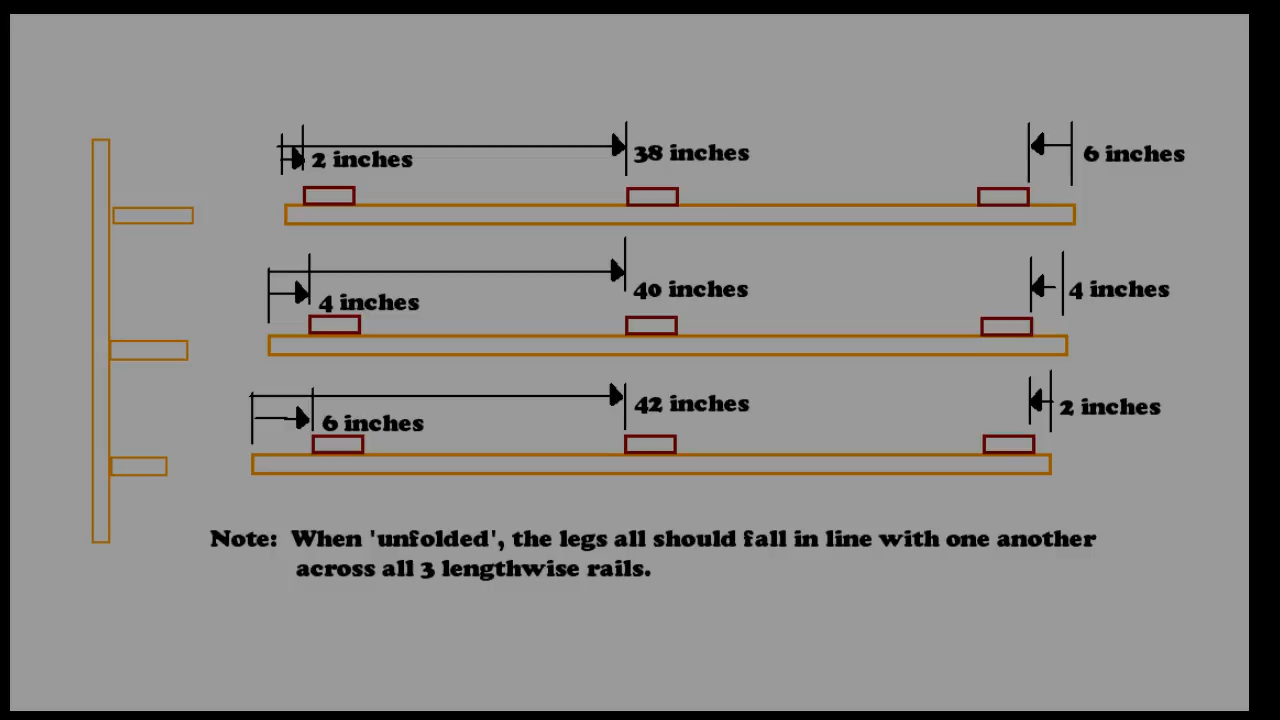 2 inches 38 inches 6 inches
4 inches 40 inches 4 inches
6 inches 42 inches 2 inches
Note: When 'unfolded', the legs all should fall in line with one another
across all 3 lengthwise rails.